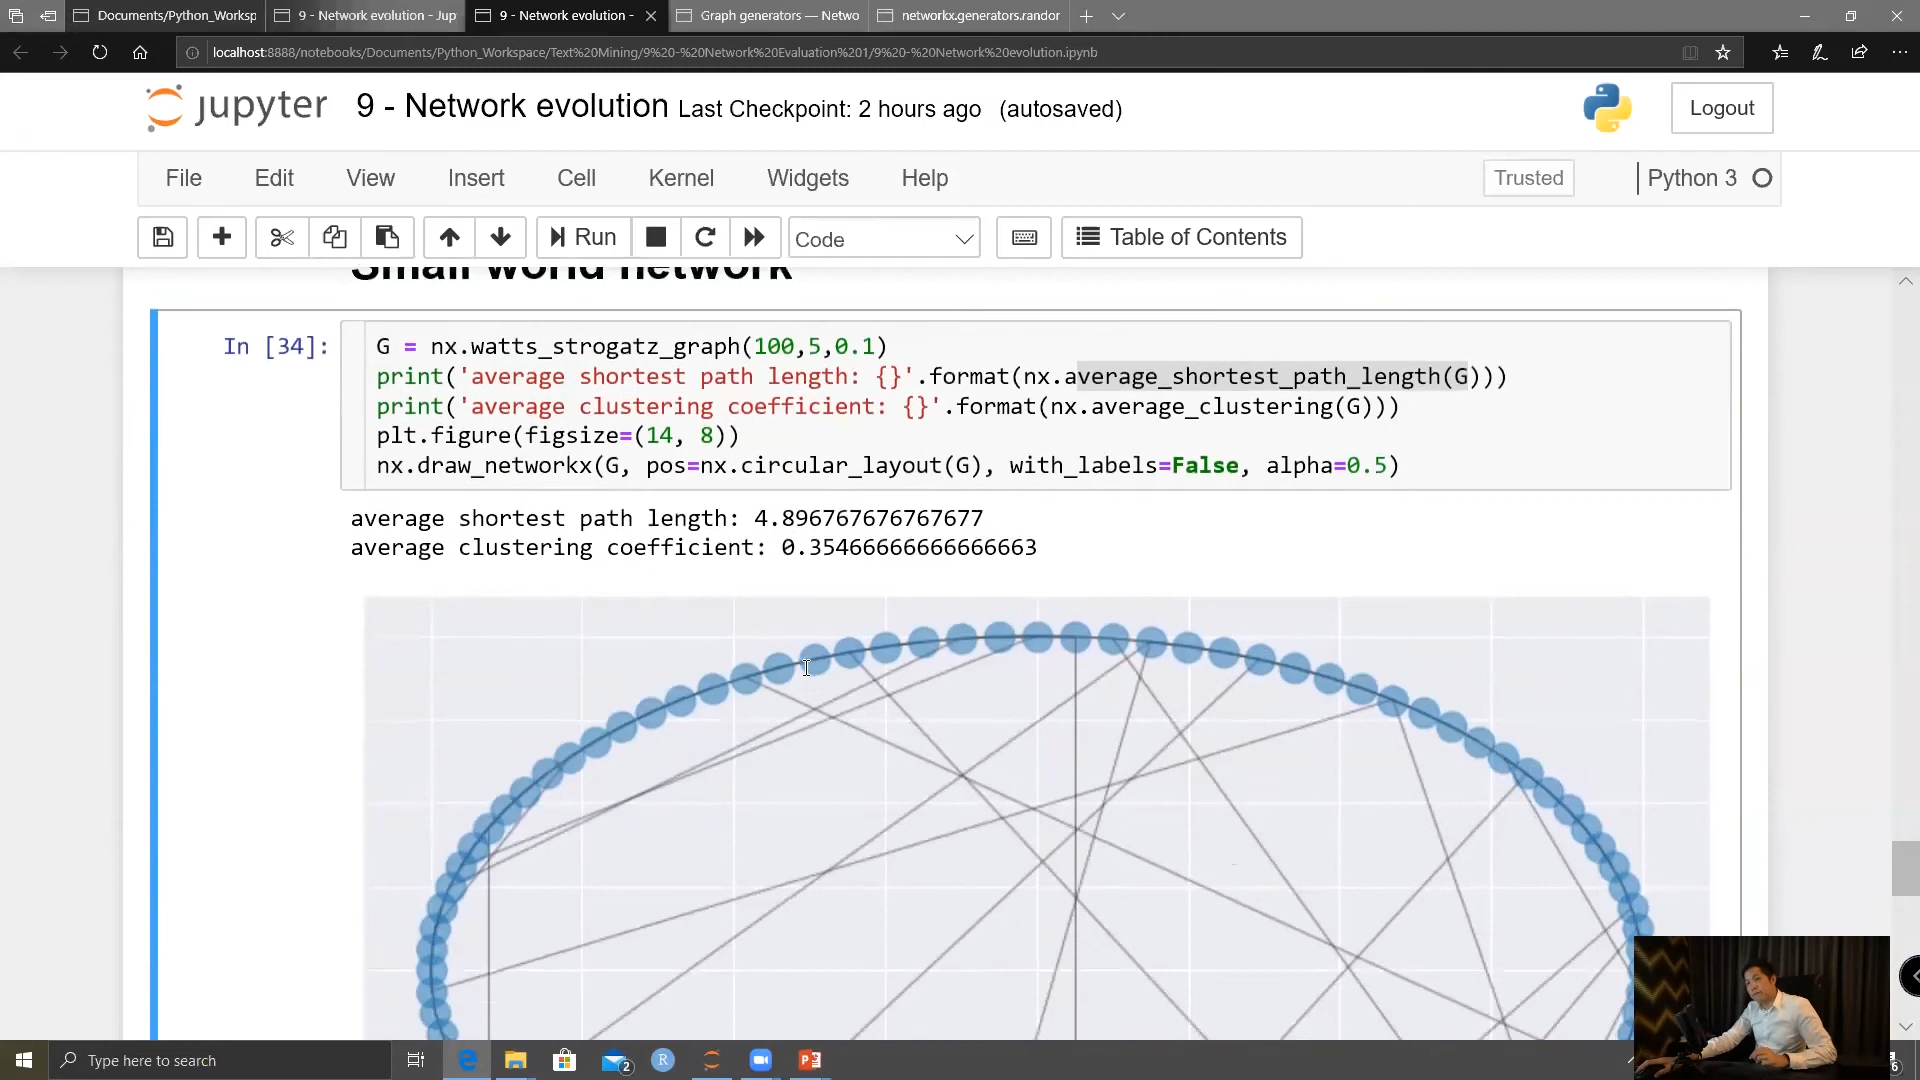 Documents/Python_Worksp
9 - Network evolution - Jup
9 - Network evolution -
Graph generators — Netwo
networkx.generators.randor
localhost:8888/notebooks/Documents/Python_Workspace/Text%20Mining/9%20-%20Network%20Evaluation%201/9%20-%20Network%20evolution.ipynb
jupyter 9 - Network evolution Last Checkpoint: 2 hours ago (autosaved)
Logout
File Edit View Insert Cell Kernel Widgets Help
Trusted
Python 3
Run
Code
Table of Contents
Small world network
In [34]:
G = nx.watts_strogatz_graph(100,5,0.1)
print('average shortest path length: {}'.format(nx.average_shortest_path_length(G)))
print('average clustering coefficient: {}'.format(nx.average_clustering(G)))
plt.figure(figsize=(14, 8))
nx.draw_networkx(G, pos=nx.circular_layout(G), with_labels=False, alpha=0.5)
average shortest path length: 4.896767676767677
average clustering coefficient: 0.35466666666666663
Type here to search
2
R
P
6